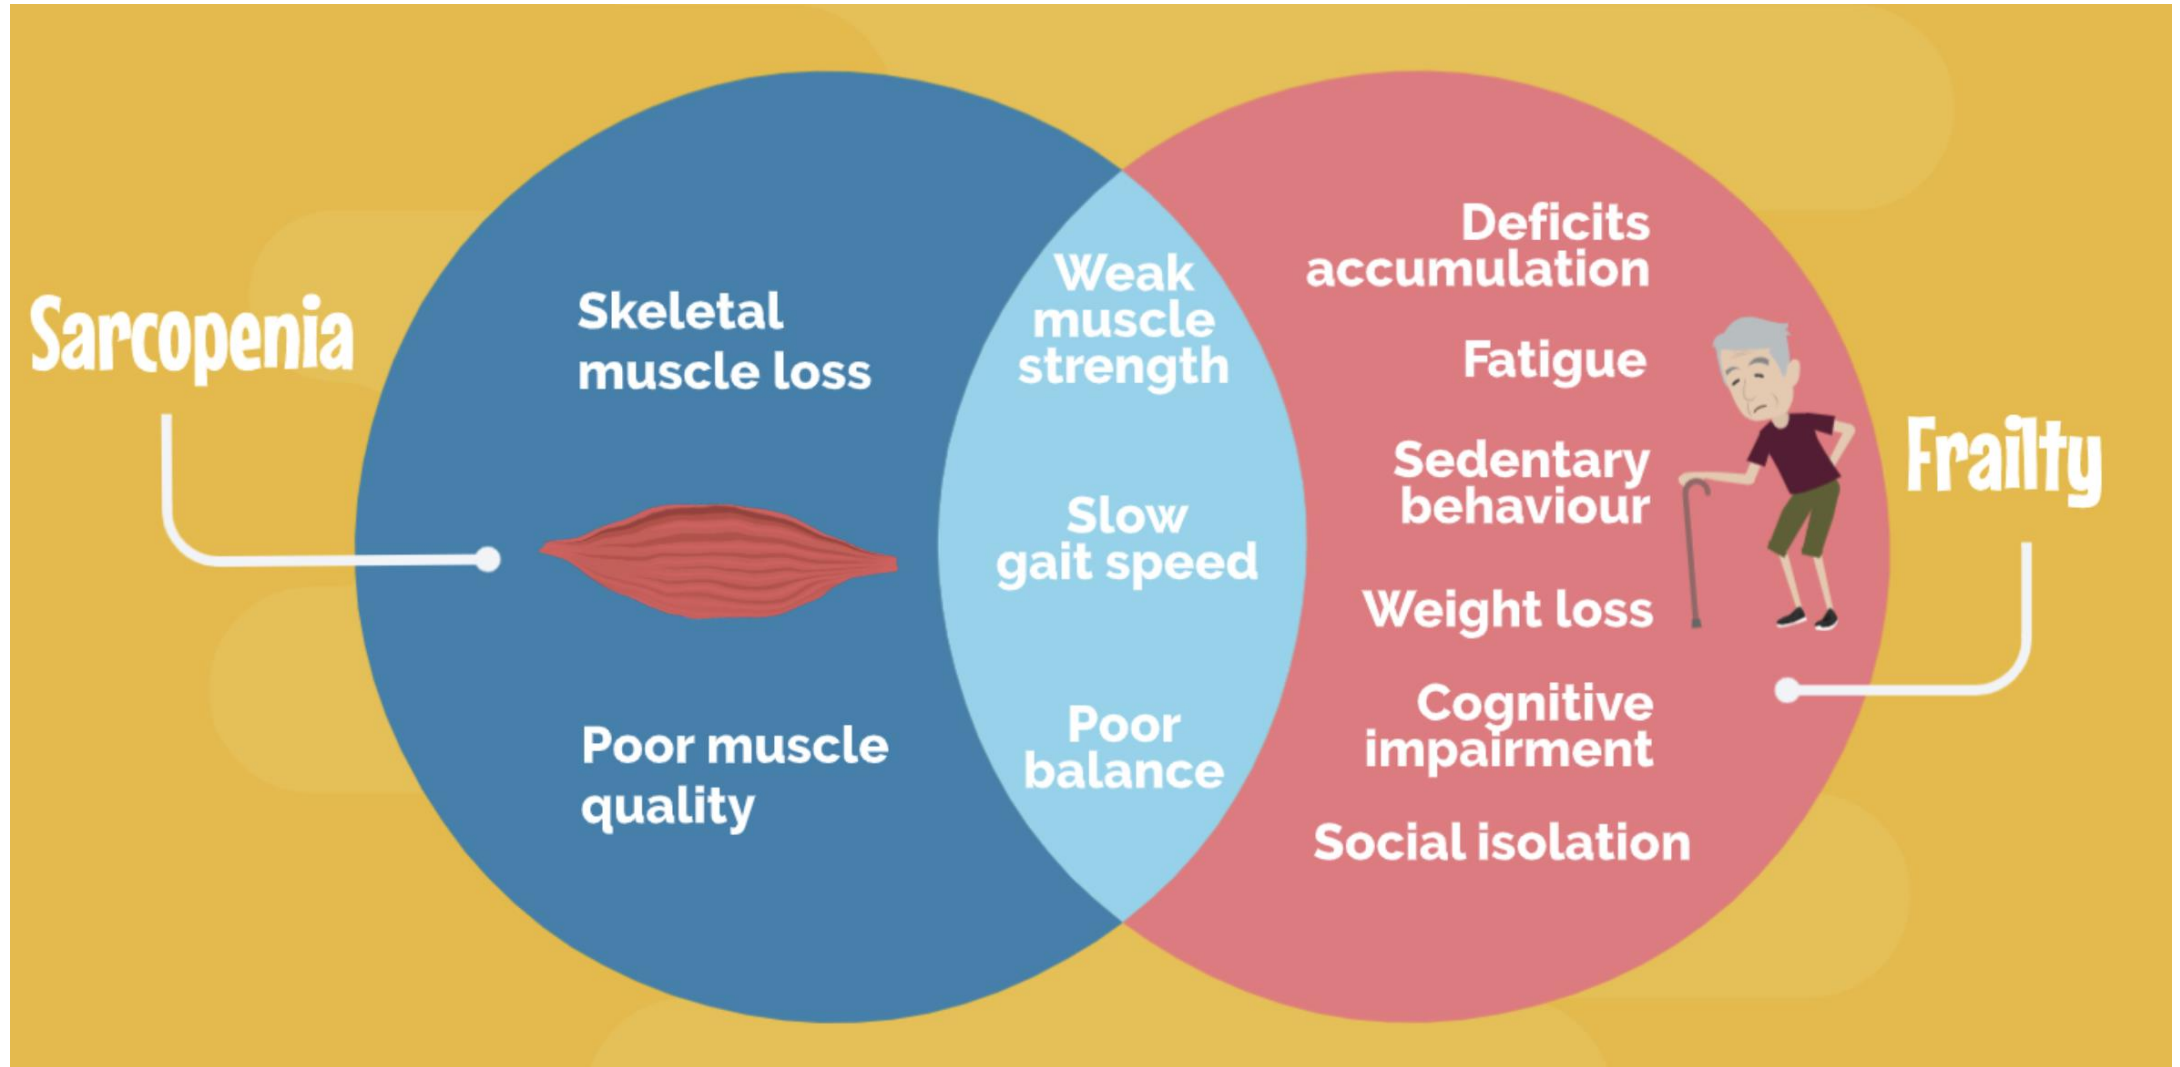 Sarcopenia
Skeletal
muscle loss
Poor muscle
quality
Weak
muscle
strength
Slow
gait speed
Poor
balance
Deficits
accumulation
Fatigue
Sedentary
behaviour
Weight loss
Cognitive
impairment
Social isolation
Frailty